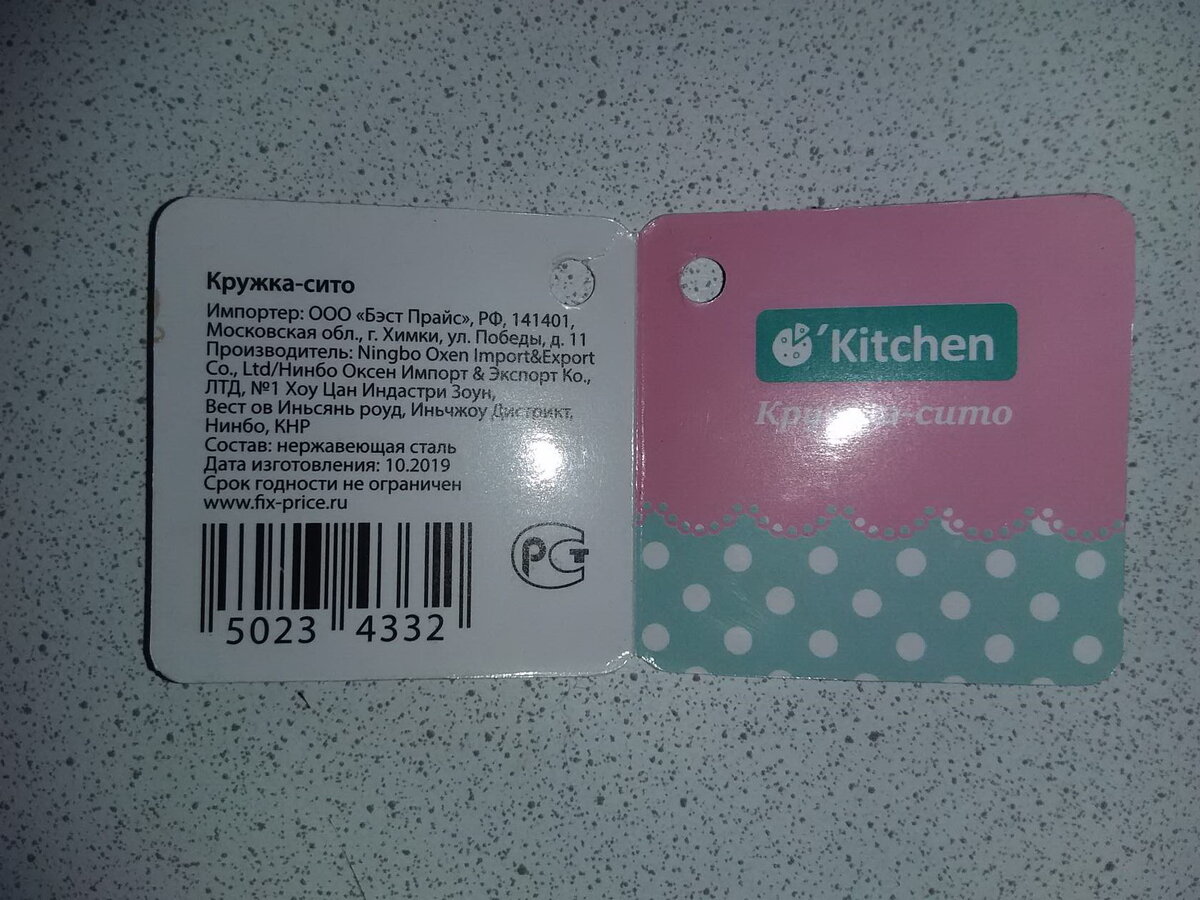 Кружка-сито
Импортер: ООО «Бэст Прайс», РФ, 141401,
Московская обл., г. Химки, ул. Победы, д. 11
Производитель: Ningbo Oxen Import&Export
Co., Ltd/Нинбо Оксен Импорт & Экспорт Ко.,
ЛТД, №1 Хоу Цан Индастри Зоун,
Вест ов Иньсянь роуд, Иньчжоу Дистрикт,
Нинбо, КНР
Состав: нержавеющая сталь
Дата изготовления: 10.2019
Срок годности не ограничен
www.fix-price.ru
5023 4332
РСТ
'Kitchen
Кружка-сито